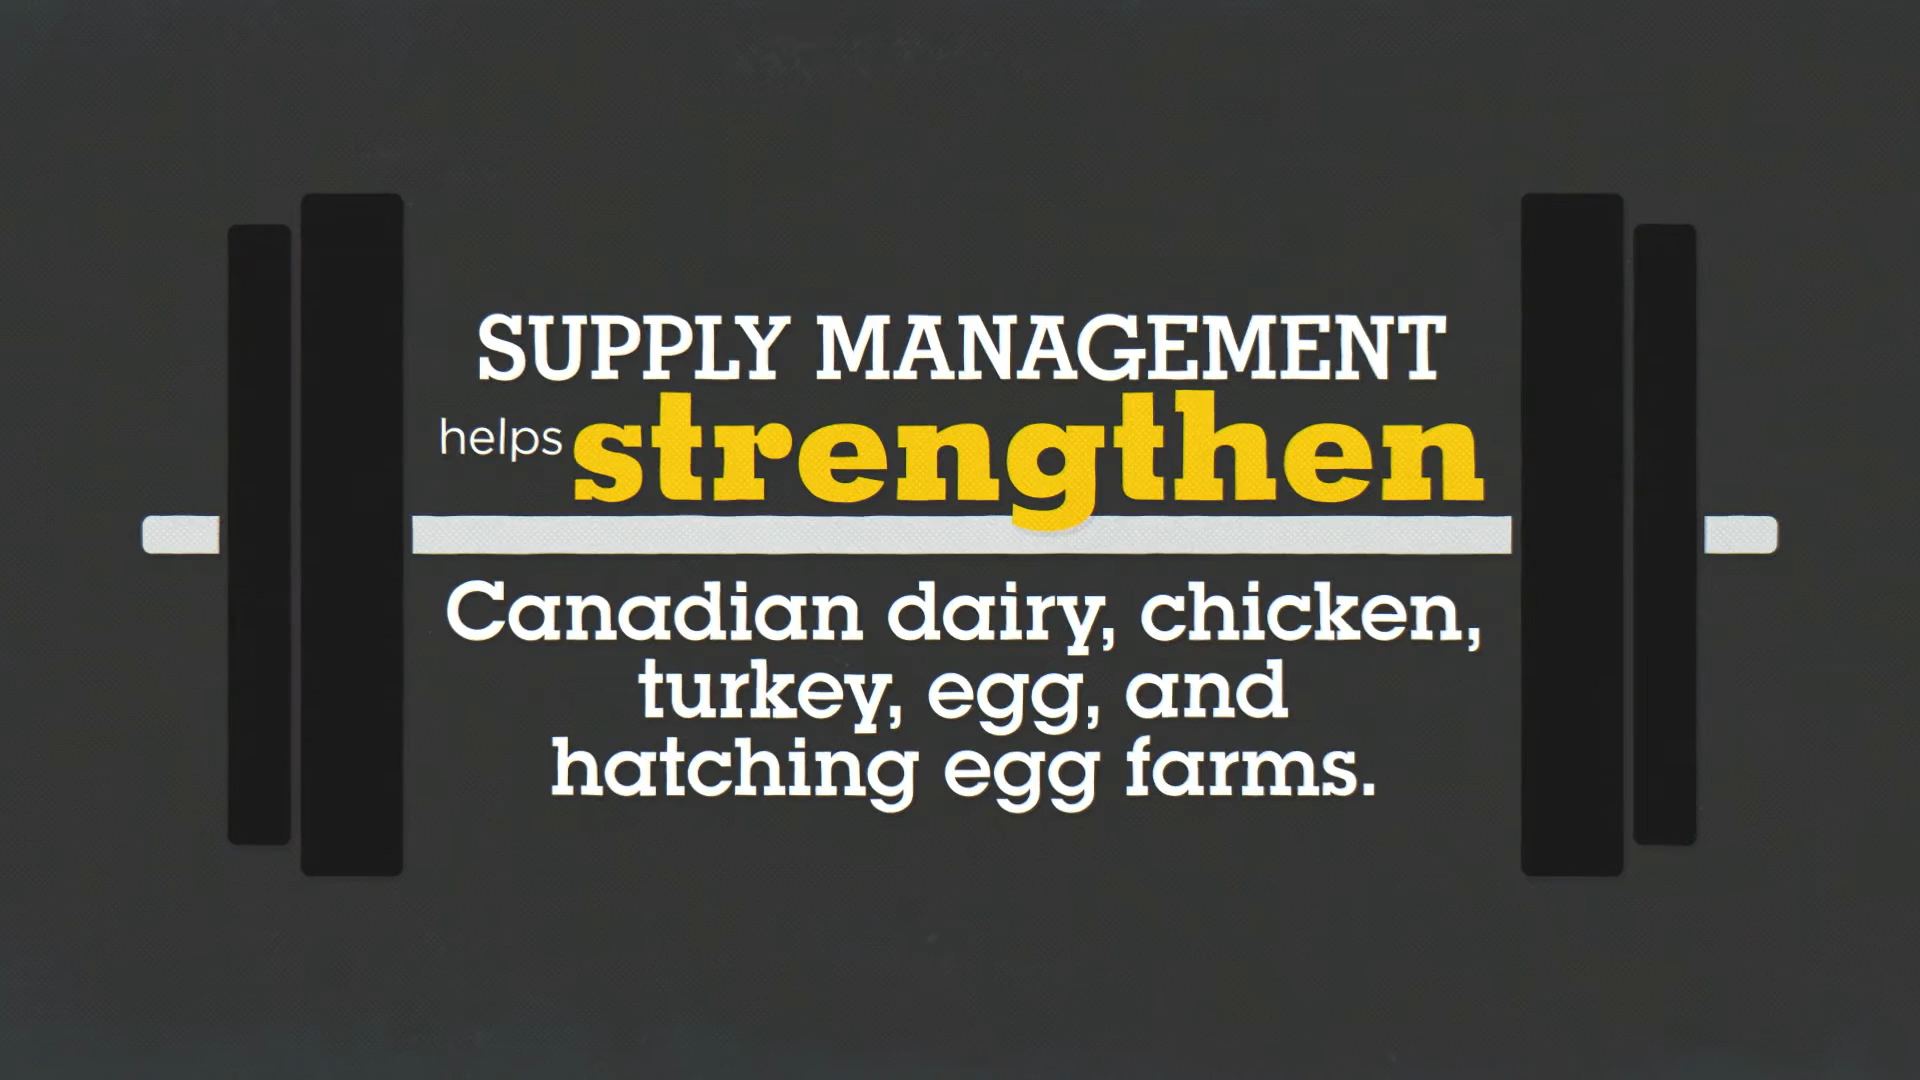 SUPPLY MANAGEMENT
helps strengthen
Canadian dairy, chicken,
turkey, egg, and
hatching egg farms.